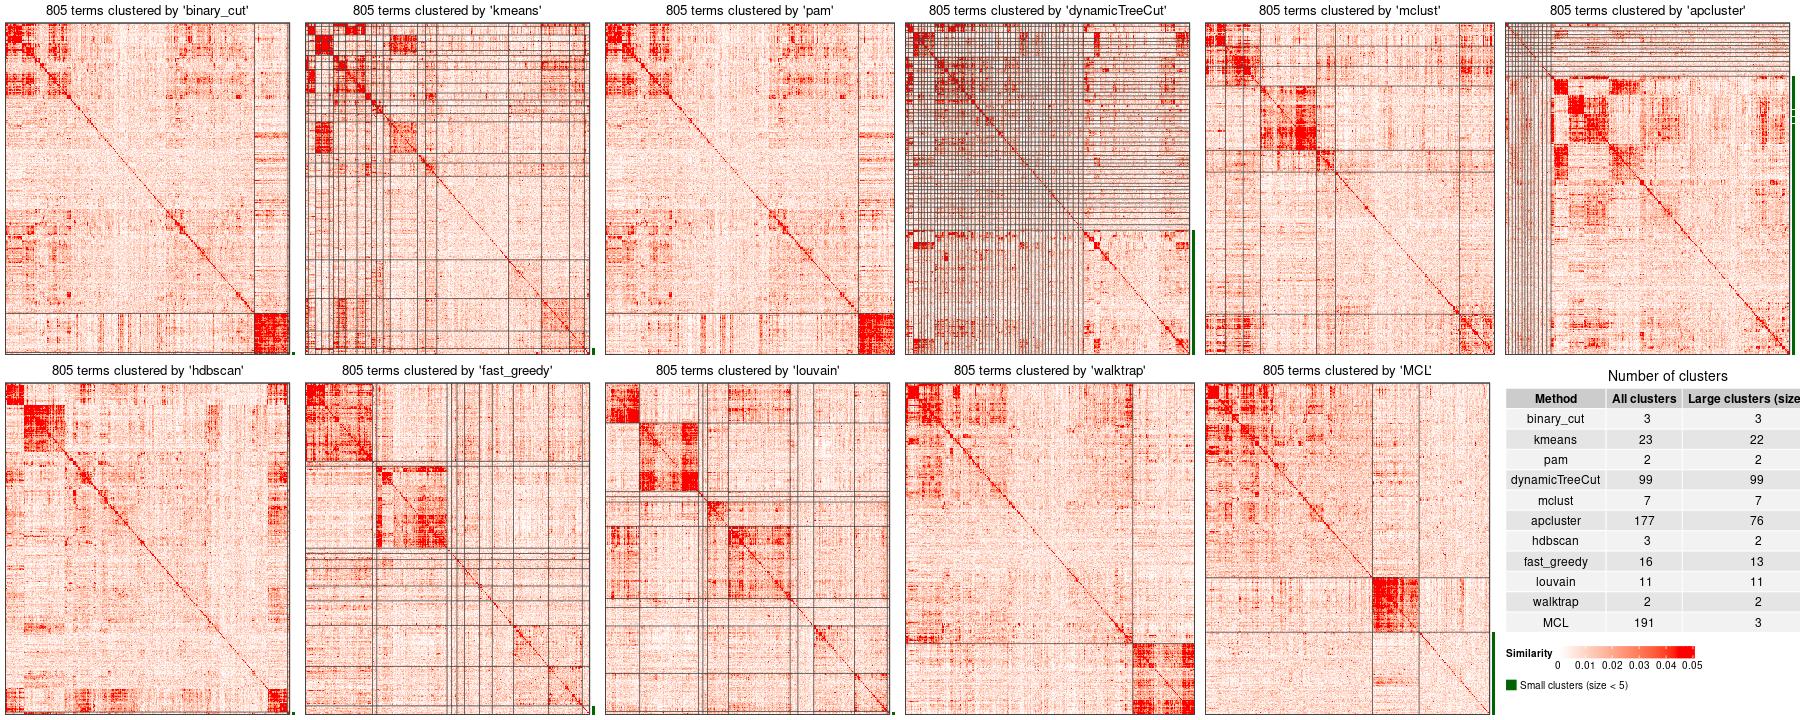 805 terms clustered by 'binary_cut'
805 terms clustered by 'kmeans'
805 terms clustered by 'pam'
805 terms clustered by 'dynamicTreeCut'
805 terms clustered by 'mclust'
805 terms clustered by 'apcluster'
805 terms clustered by 'hdbscan'
805 terms clustered by 'fast_greedy'
805 terms clustered by 'louvain'
805 terms clustered by 'walktrap'
805 terms clustered by 'MCL'
Number of clusters
Method All clusters Large clusters (size
binary_cut 3 3
kmeans 23 22
pam 2 2
dynamicTreeCut 99 99
mclust 7 7
apcluster 177 76
hdbscan 3 2
fast_greedy 16 13
louvain 11 11
walktrap 2 2
MCL 191 3
Similarity
0 0.01 0.02 0.03 0.04 0.05
Small clusters (size < 5)